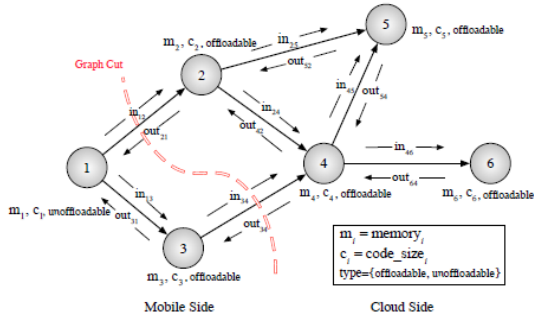 m₂, c₂, offloadable
in₂₅
5
m₅, c₅, offloadable
out₅₂
Graph Cut
2
in₄₅
out₅₄
in₁₂
in₂₄
out₂₁
out₄₂
in₄₆
1
4
6
out₆₄
in₁₃
in₃₄
m₄, c₄, offloadable
m₆, c₆, offloadable
m₁, c₁, unoffloadable
out₃₁
3
out₃₄
m₃, c₃, offloadable
mᵢ = memoryᵢ
cᵢ = code_sizeᵢ
type={offloadable, unoffloadable}
Mobile Side
Cloud Side